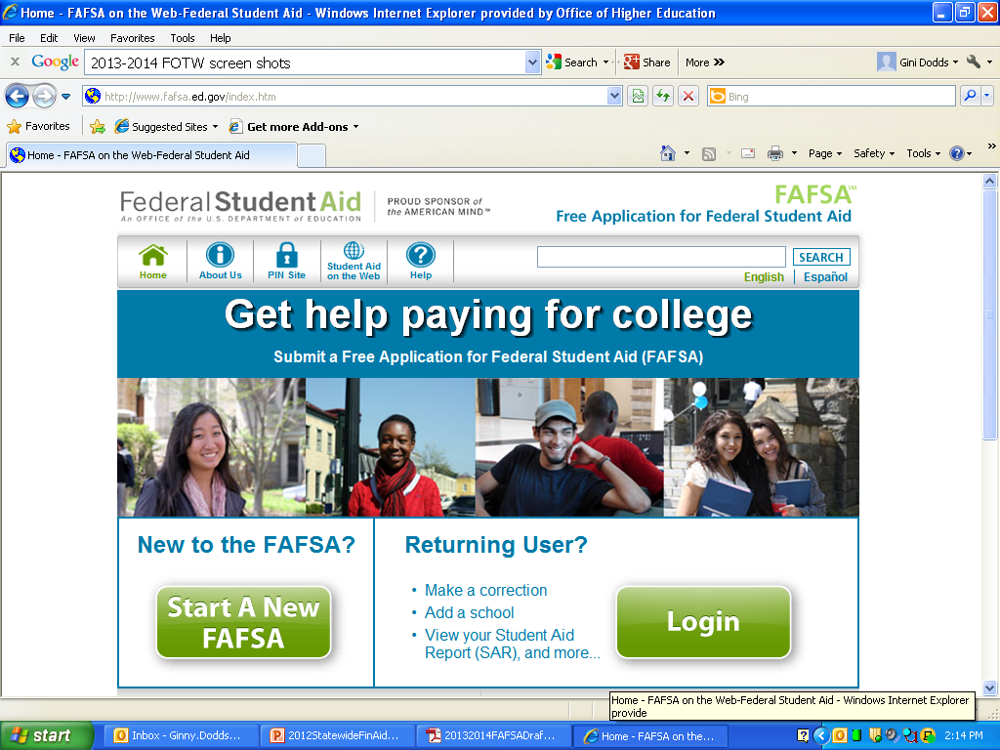 Home - FAFSA on the Web-Federal Student Aid - Windows Internet Explorer provided by Office of Higher Education
File Edit View Favorites Tools Help
x Google 2013-2014 FOTW screen shots Search Share More » Gini Dodds
http://www.fafsa.ed.gov/index.htm Bing
Favorites Suggested Sites Get more Add-ons
Home - FAFSA on the Web-Federal Student Aid Page Safety Tools »
Federal Student Aid PROUD SPONSOR of the AMERICAN MIND™ FAFSA℠
An OFFICE of the U.S. DEPARTMENT of EDUCATION Free Application for Federal Student Aid
Home About Us PIN Site Student Aid on the Web Help SEARCH
English Español
Get help paying for college
Submit a Free Application for Federal Student Aid (FAFSA)
New to the FAFSA?
Start A New
FAFSA
Returning User?
• Make a correction
• Add a school
• View your Student Aid
Report (SAR), and more...
Login
Home - FAFSA on the Web-Federal Student Aid - Windows Internet Explorer
provide
start Inbox - Ginny.Dodds... 2012StatewideFinAid... 20132014FAFSADraf... Home - FAFSA on the... 2:14 PM